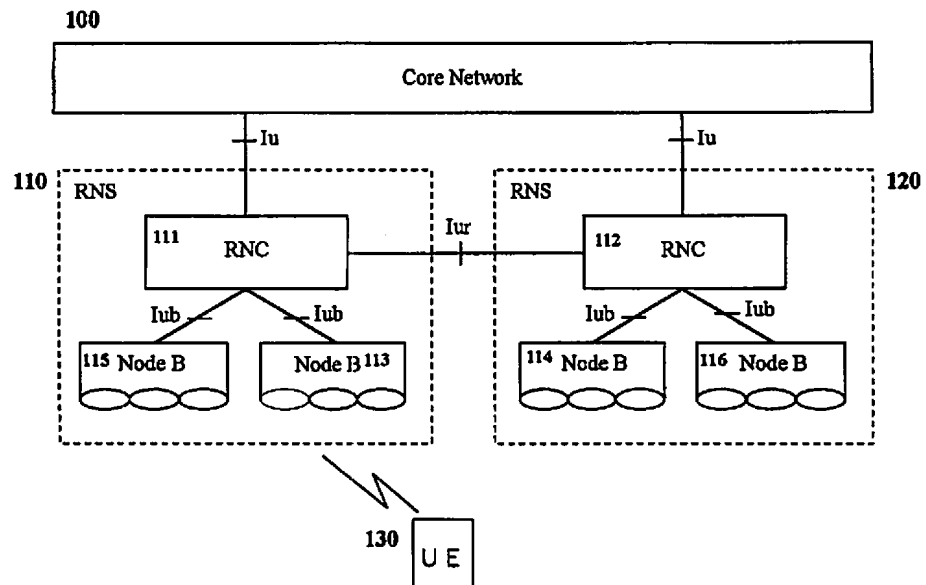 100
Core Network
Iu Iu
110 RNS RNS 120
111 RNC Iur 112 RNC
Iub Iub Iub Iub
115 Node B Node B 113 114 Node B 116 Node B
130 UE